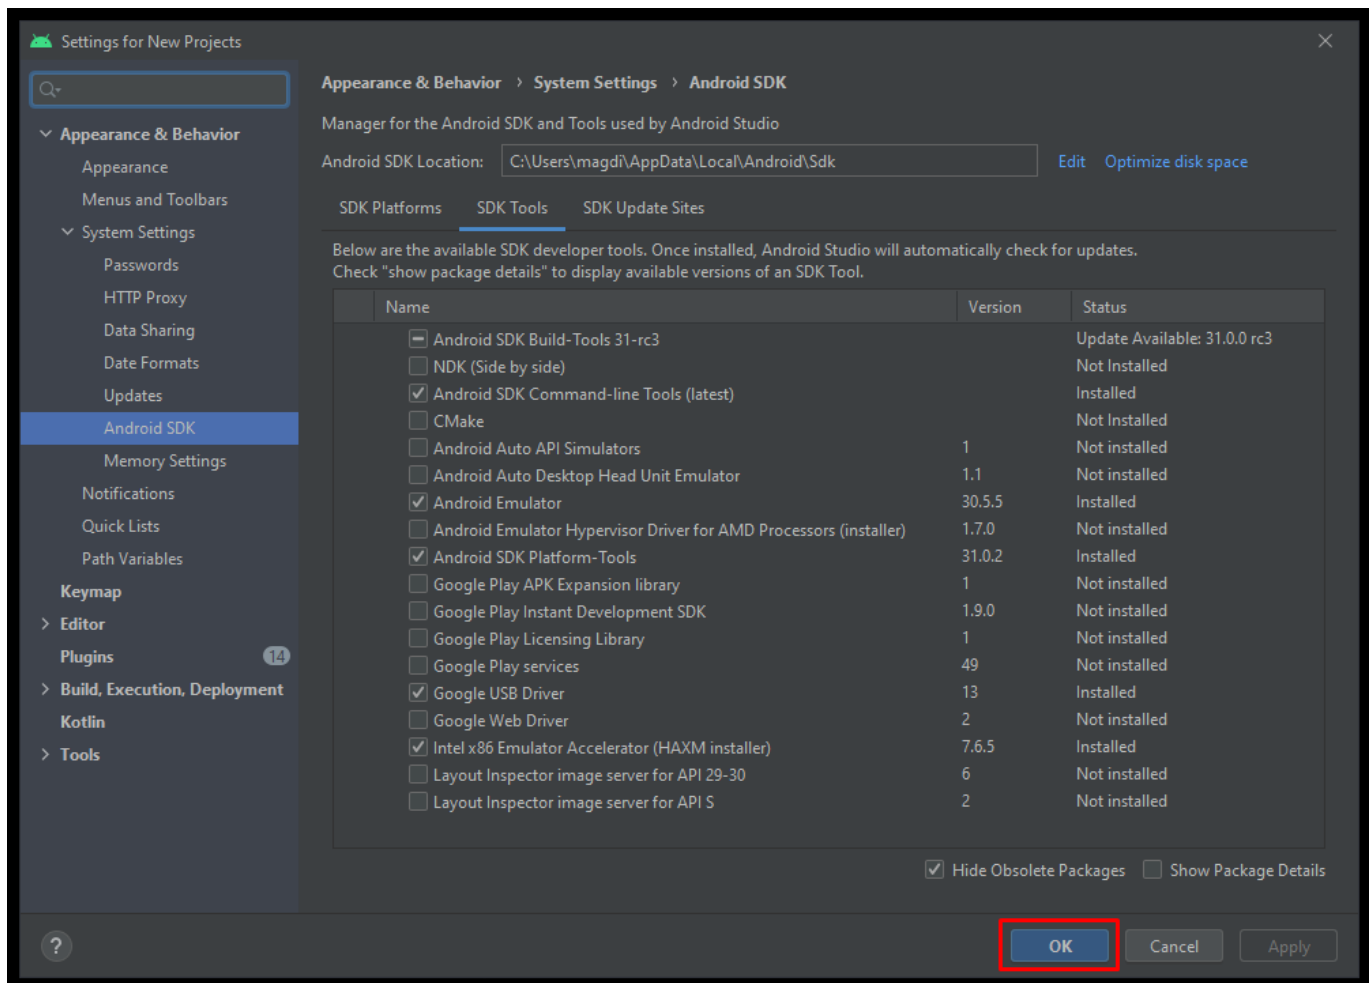 Settings for New Projects
Appearance & Behavior
Appearance
Menus and Toolbars
System Settings
Passwords
HTTP Proxy
Data Sharing
Date Formats
Updates
Android SDK
Memory Settings
Notifications
Quick Lists
Path Variables
Keymap
Editor
Plugins 14
Build, Execution, Deployment
Kotlin
Tools
Appearance & Behavior › System Settings › Android SDK
Manager for the Android SDK and Tools used by Android Studio
Android SDK Location: C:\Users\magdi\AppData\Local\Android\Sdk Edit Optimize disk space
SDK Platforms SDK Tools SDK Update Sites
Below are the available SDK developer tools. Once installed, Android Studio will automatically check for updates.
Check "show package details" to display available versions of an SDK Tool.
Name Version Status
Android SDK Build-Tools 31-rc3 Update Available: 31.0.0 rc3
NDK (Side by side) Not Installed
Android SDK Command-line Tools (latest) Installed
CMake Not Installed
Android Auto API Simulators 1 Not installed
Android Auto Desktop Head Unit Emulator 1.1 Not installed
Android Emulator 30.5.5 Installed
Android Emulator Hypervisor Driver for AMD Processors (installer) 1.7.0 Not installed
Android SDK Platform-Tools 31.0.2 Installed
Google Play APK Expansion library 1 Not installed
Google Play Instant Development SDK 1.9.0 Not installed
Google Play Licensing Library 1 Not installed
Google Play services 49 Not installed
Google USB Driver 13 Installed
Google Web Driver 2 Not installed
Intel x86 Emulator Accelerator (HAXM installer) 7.6.5 Installed
Layout Inspector image server for API 29-30 6 Not installed
Layout Inspector image server for API S 2 Not installed
Hide Obsolete Packages Show Package Details
? OK Cancel Apply